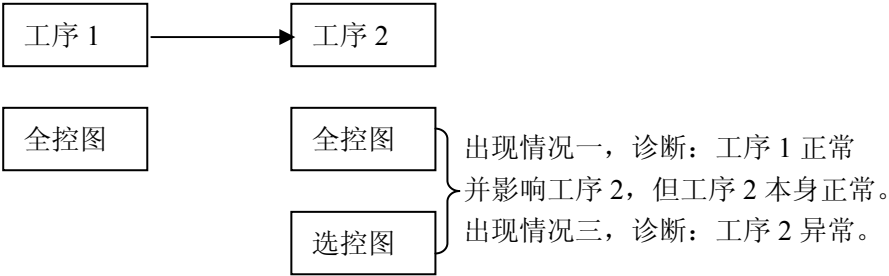 工序 1
工序 2
全控图
全控图
出现情况一，诊断：工序 1 正常
并影响工序 2，但工序 2 本身正常。
出现情况三，诊断：工序 2 异常。
选控图